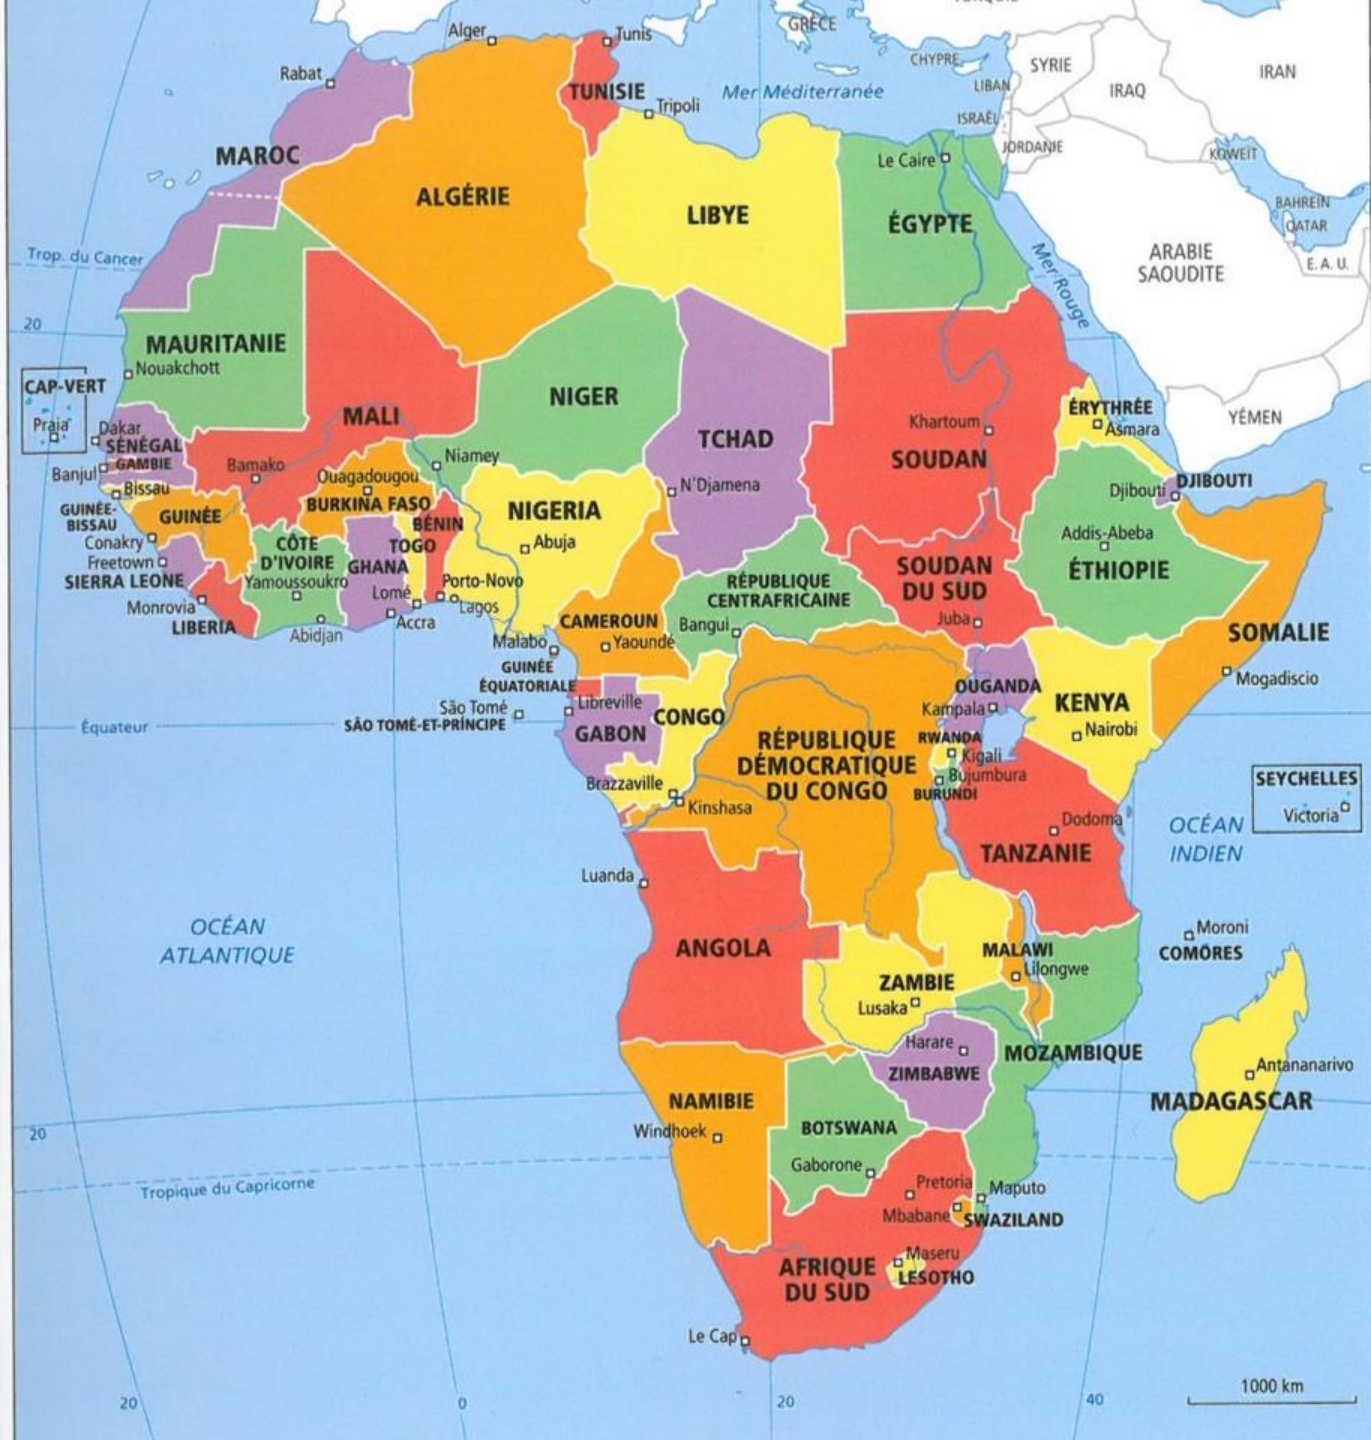 GRÈCE
Alger
Tunis
CHYPRE
SYRIE
IRAN
Rabat
LIBAN
IRAQ
TUNISIE
Mer Méditerranée
Tripoli
ISRAËL
JORDANIE
KOWEÏT
MAROC
Le Caire
ALGÉRIE
LIBYE
ÉGYPTE
BAHREIN
QATAR
Trop. du Cancer
ARABIE
SAOUDITE
E. A. U.
Mer Rouge
20
MAURITANIE
Nouakchott
CAP-VERT
Praia
NIGER
MALI
ÉRYTHRÉE
Asmara
YÉMEN
Khartoum
Dakar
SÉNÉGAL
TCHAD
SOUDAN
GAMBIE
Banjul
Bamako
Niamey
Ouagadougou
N'Djamena
DJIBOUTI
Djibouti
Bissau
GUINÉE-
BISSAU
GUINÉE
BURKINA FASO
NIGERIA
BÉNIN
Abuja
Addis-Abeba
Conakry
CÔTE
D'IVOIRE
TOGO
GHANA
Freetown
SOUDAN
DU SUD
ÉTHIOPIE
SIERRA LEONE
Yamoussoukro
Porto-Novo
RÉPUBLIQUE
CENTRAFRICAINE
Lomé
Lagos
Monrovia
LIBERIA
Abidjan
Accra
CAMEROUN
Bangui
Juba
SOMALIE
Malabo
Yaoundé
GUINÉE
ÉQUATORIALE
Mogadiscio
OUGANDA
KENYA
São Tomé
SÃO TOMÉ-ET-PRÍNCIPE
Libreville
CONGO
Kampala
Équateur
GABON
Nairobi
RÉPUBLIQUE
DÉMOCRATIQUE
DU CONGO
RWANDA
Kigali
Bujumbura
BURUNDI
SEYCHELLES
Victoria
Brazzaville
Kinshasa
Dodoma
TANZANIE
OCÉAN
INDIEN
Luanda
OCÉAN
ATLANTIQUE
ANGOLA
MALAWI
Lilongwe
Moroni
COMORES
ZAMBIE
Lusaka
Harare
ZIMBABWE
MOZAMBIQUE
Antananarivo
MADAGASCAR
NAMIBIE
Windhoek
BOTSWANA
20
Gaborone
Pretoria
Maputo
Tropique du Capricorne
Mbabane
SWAZILAND
Maseru
LESOTHO
AFRIQUE
DU SUD
Le Cap
1000 km
20
0
20
40